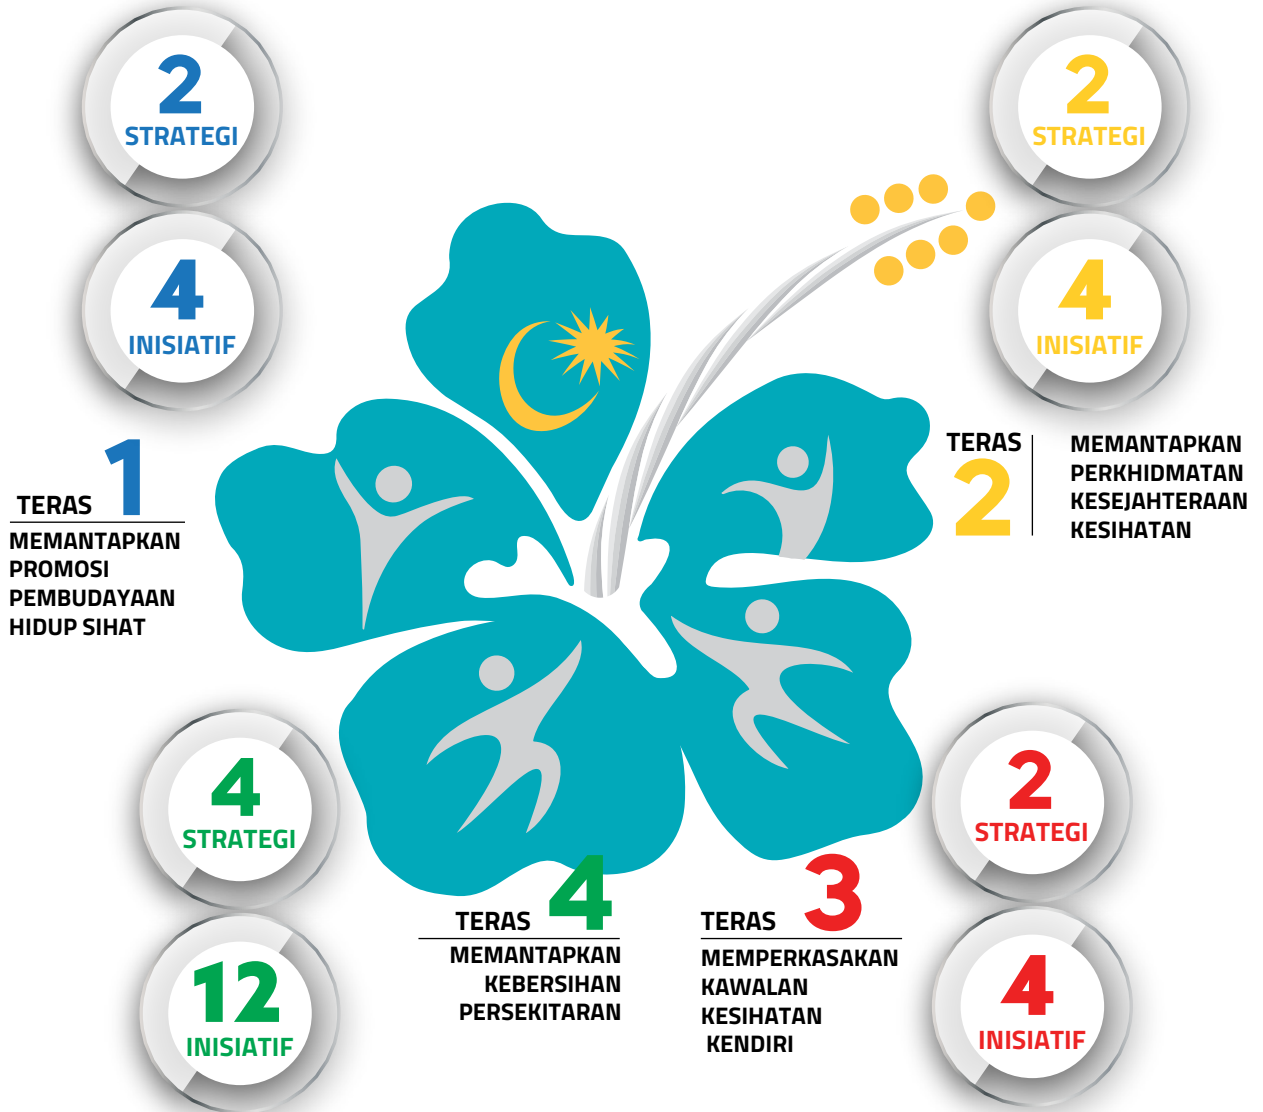 2
STRATEGI
4
INISIATIF
TERAS 1
MEMANTAPKAN
PROMOSI
PEMBUDAYAAN
HIDUP SIHAT
2
STRATEGI
4
INISIATIF
TERAS
2
MEMANTAPKAN
PERKHIDMATAN
KESEJAHTERAAN
KESIHATAN
4
STRATEGI
12
INISIATIF
TERAS 4
MEMANTAPKAN
KEBERSIHAN
PERSEKITARAN
TERAS 3
MEMPERKASAKAN
KAWALAN
KESIHATAN
KENDIRI
2
STRATEGI
4
INISIATIF